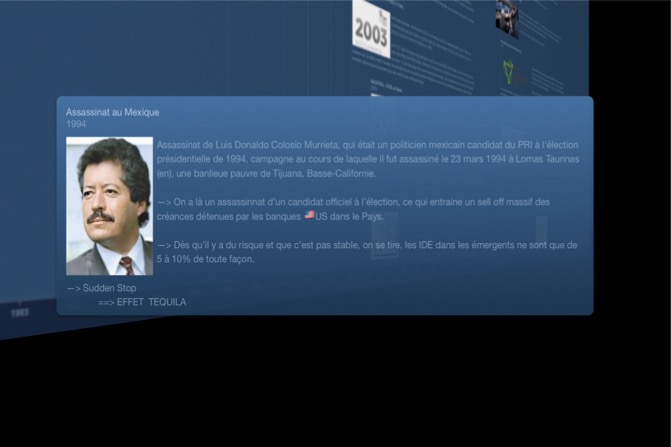 2003
Assassinat au Mexique
1994
Assassinat de Luis Donaldo Colosio Murrieta, qui était un politicien mexicain candidat du PRI à l'élection
présidentielle de 1994, campagne au cours de laquelle il fut assassiné le 23 mars 1994 à Lomas Taurinas
(en), une banlieue pauvre de Tijuana, Basse-Californie.
—> On a là un assassinnat d'un candidat officiel à l'élection, ce qui entraine un sell off massif des
créances détenues par les banques 🇺🇸US dans le Pays.
—> Dès qu'il y a du risque et que c'est pas stable, on se tire, les IDE dans les émergents ne sont que de
5 à 10% de toute façon.
—> Sudden Stop
==> EFFET TEQUILA